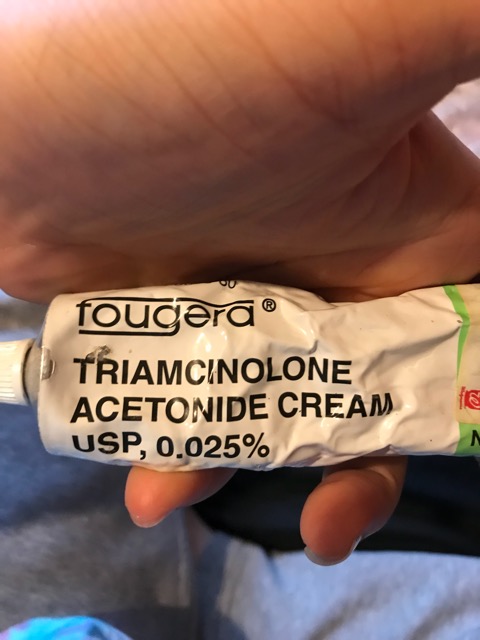 fougera®
TRIAMCINOLONE
ACETONIDE CREAM
USP, 0.025%
N